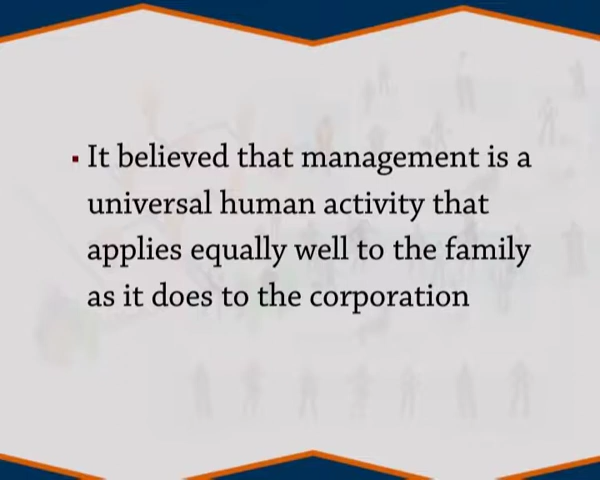 ▪ It believed that management is a
universal human activity that
applies equally well to the family
as it does to the corporation